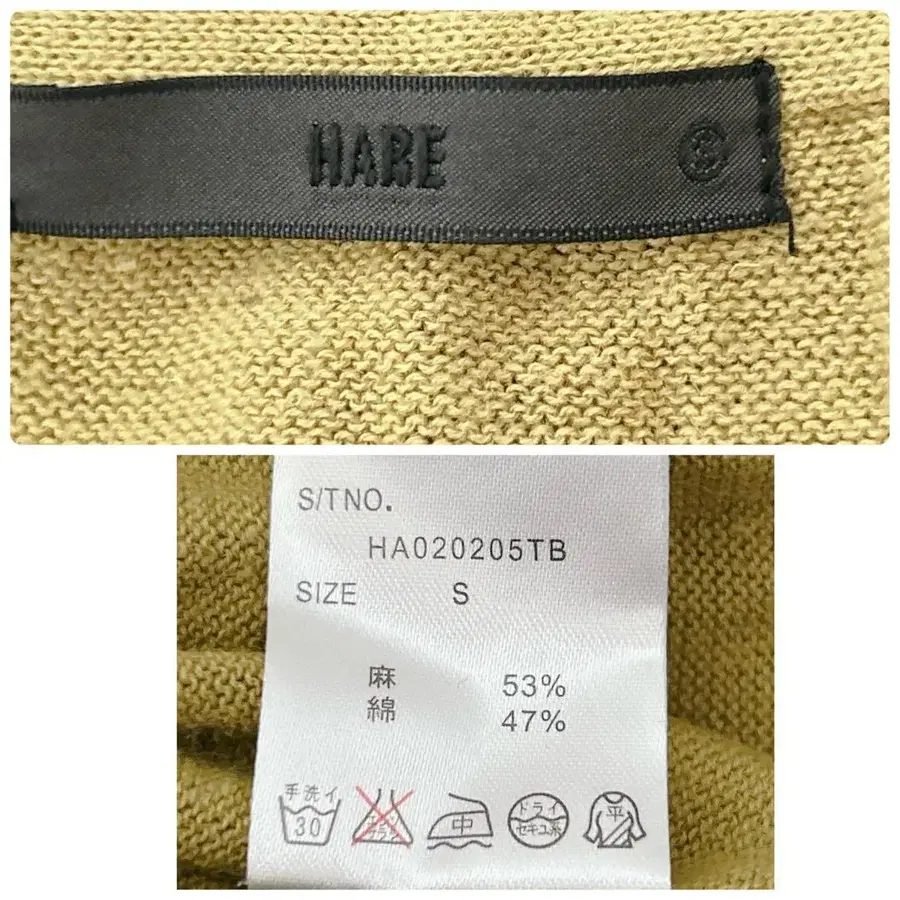 HARE
S
S/TNO.
HA020205TB
SIZE S
麻 53%
綿 47%
手洗イ
30
中
ドライ
セキユ系
平